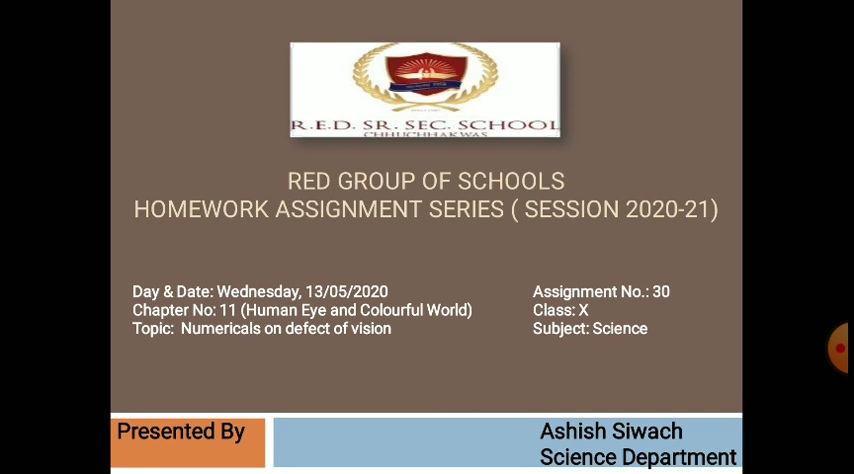 R.E.D. SR. SEC. SCHOOL
CHHUCHHAKWAS
RED GROUP OF SCHOOLS
HOMEWORK ASSIGNMENT SERIES ( SESSION 2020-21)
Day & Date: Wednesday, 13/05/2020
Chapter No: 11 (Human Eye and Colourful World)
Topic: Numericals on defect of vision
Assignment No.: 30
Class: X
Subject: Science
Presented By
Ashish Siwach
Science Department